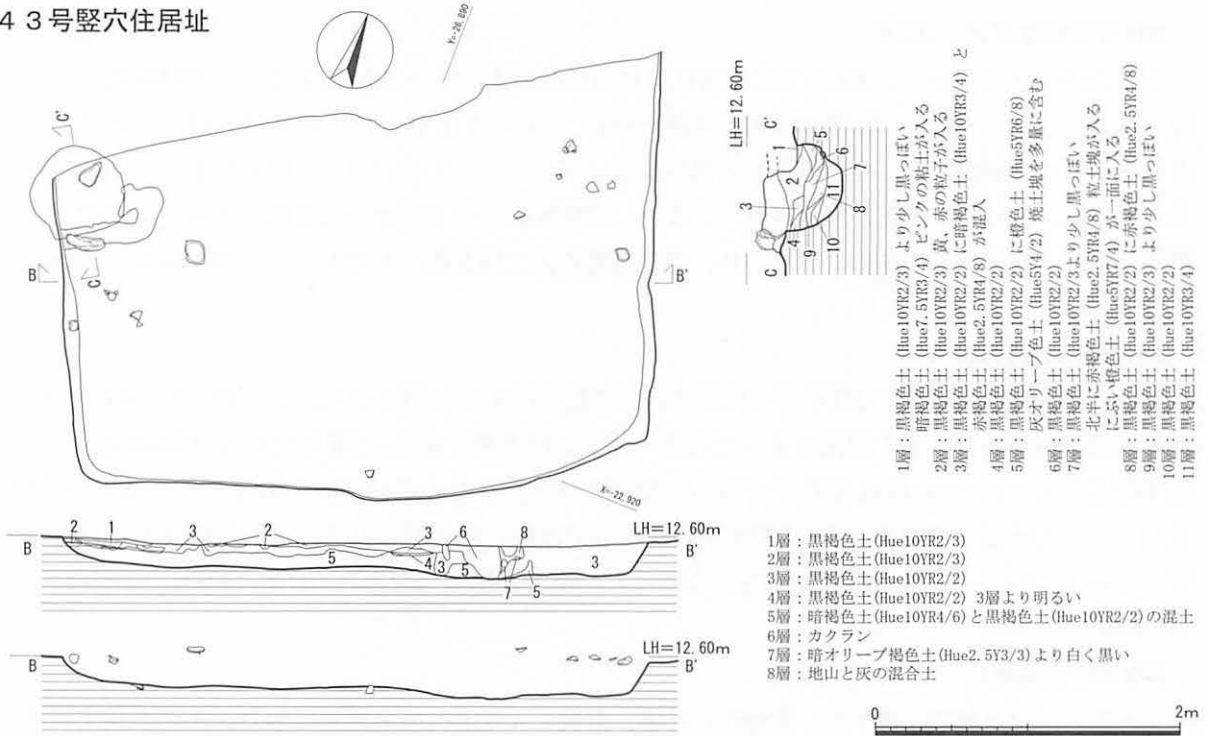 ４３号竪穴住居址
Y=-26.890
C'
C
B
B'
X=-22.920
LH=12.60m
C'
C
1
2
3
4
5
6
7
8
9
10
11
1層：黒褐色土 (Hue10YR2/3) より少し黒っぽい
暗褐色土 (Hue7.5YR3/4) ピンクの粘土が入る
2層：黒褐色土 (Hue10YR2/3) 黄、赤の粒子が入る
3層：黒褐色土 (Hue10YR2/2) に暗褐色土 (Hue10YR3/4) と
赤褐色土 (Hue2.5YR4/8) が混入
4層：黒褐色土 (Hue10YR2/2)
5層：黒褐色土 (Hue10YR2/2) に橙色土 (Hue5YR6/8)
灰オリーブ色土 (Hue5Y4/2) 焼土塊を多量に含む
6層：黒褐色土 (Hue10YR2/2)
7層：黒褐色土 (Hue10YR2/3より少し黒っぽい
北半に赤褐色土 (Hue2.5YR4/8) 粒土塊が入る
にぶい橙色土 (Hue5YR7/4) が一面に入る
8層：黒褐色土 (Hue10YR2/2) に赤褐色土 (Hue2.5YR4/8)
9層：黒褐色土 (Hue10YR2/3) より少し黒っぽい
10層：黒褐色土 (Hue10YR2/2)
11層：黒褐色土 (Hue10YR3/4)
LH=12.60m
B
2 1 3 2 3 6 8
5 4 3 5 7 5 3
B'
LH=12.60m
B
B'
1層：黒褐色土(Hue10YR2/3)
2層：黒褐色土(Hue10YR2/3)
3層：黒褐色土(Hue10YR2/2)
4層：黒褐色土(Hue10YR2/2) 3層より明るい
5層：暗褐色土(Hue10YR4/6)と黒褐色土(Hue10YR2/2)の混土
6層：カクラン
7層：暗オリーブ褐色土(Hue2.5Y3/3)より白く黒い
8層：地山と灰の混合土
0 2m